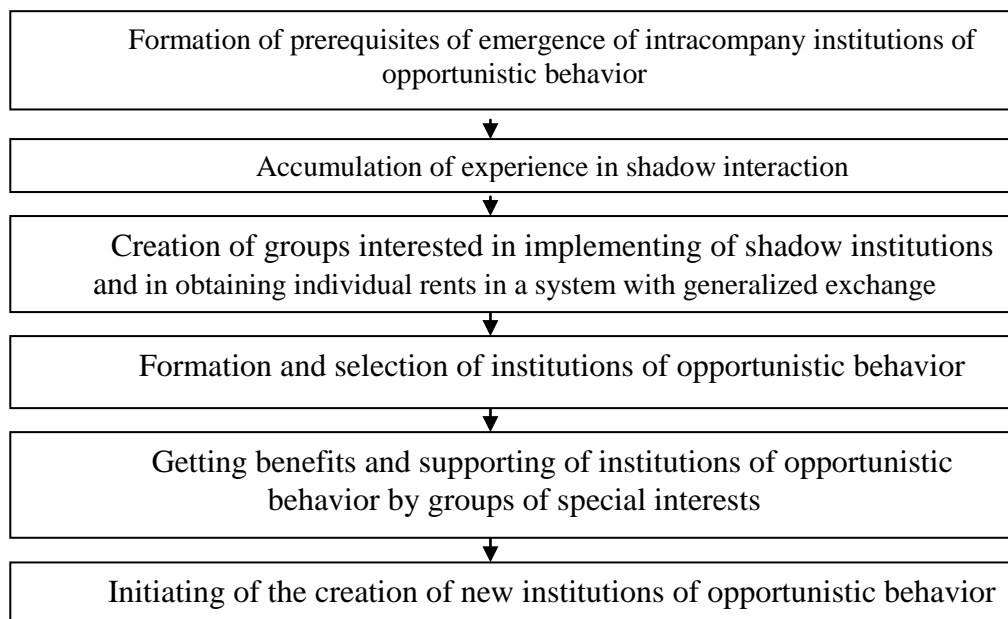 Formation of prerequisites of emergence of intracompany institutions of
opportunistic behavior
Accumulation of experience in shadow interaction
Creation of groups interested in implementing of shadow institutions
and in obtaining individual rents in a system with generalized exchange
Formation and selection of institutions of opportunistic behavior
Getting benefits and supporting of institutions of opportunistic
behavior by groups of special interests
Initiating of the creation of new institutions of opportunistic behavior